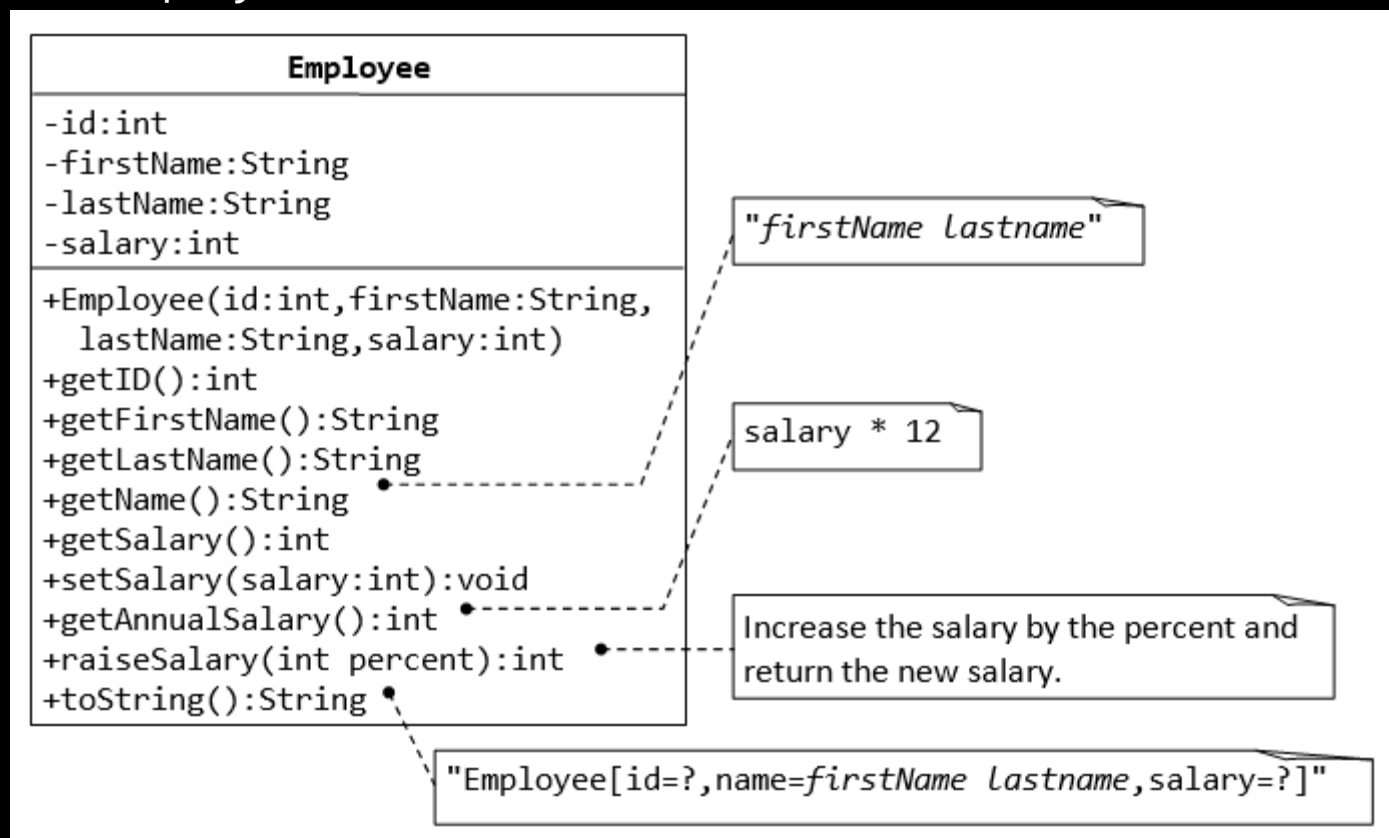 Employee
-id:int
-firstName:String
-lastName:String
-salary:int
+Employee(id:int,firstName:String,
lastName:String,salary:int)
+getID():int
+getFirstName():String
+getLastName():String
+getName():String
+getSalary():int
+setSalary(salary:int):void
+getAnnualSalary():int
+raiseSalary(int percent):int
+toString():String
"firstName lastname"
salary * 12
Increase the salary by the percent and
return the new salary.
"Employee[id=?,name=firstName lastname,salary=?]"